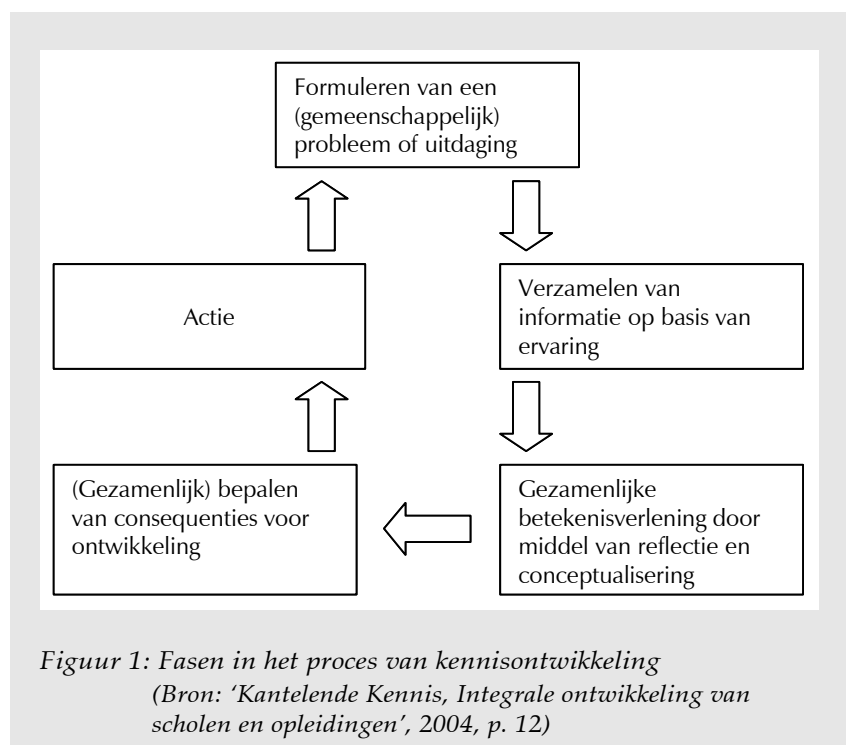 Formuleren van een
(gemeenschappelijk)
probleem of uitdaging
Verzamelen van
informatie op basis van
ervaring
Gezamenlijke
betekenisverlening door
middel van reflectie en
conceptualisering
(Gezamenlijk) bepalen
van consequenties voor
ontwikkeling
Actie
Figuur 1: Fasen in het proces van kennisontwikkeling
(Bron: ‘Kantelende Kennis, Integrale ontwikkeling van
scholen en opleidingen’, 2004, p. 12)